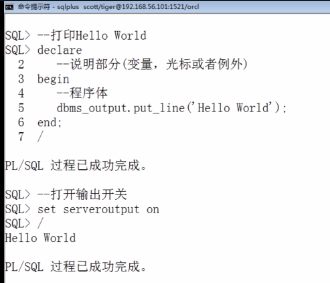 命令提示符 - sqlplus scott/tiger@192.168.56.101:1521/orcl
SQL> --打印Hello World
SQL> declare
2 --说明部分(变量，光标或者例外)
3 begin
4 --程序体
5 dbms_output.put_line('Hello World');
6 end;
7 /
PL/SQL 过程已成功完成。
SQL> --打开输出开关
SQL> set serveroutput on
SQL> /
Hello World
PL/SQL 过程已成功完成。